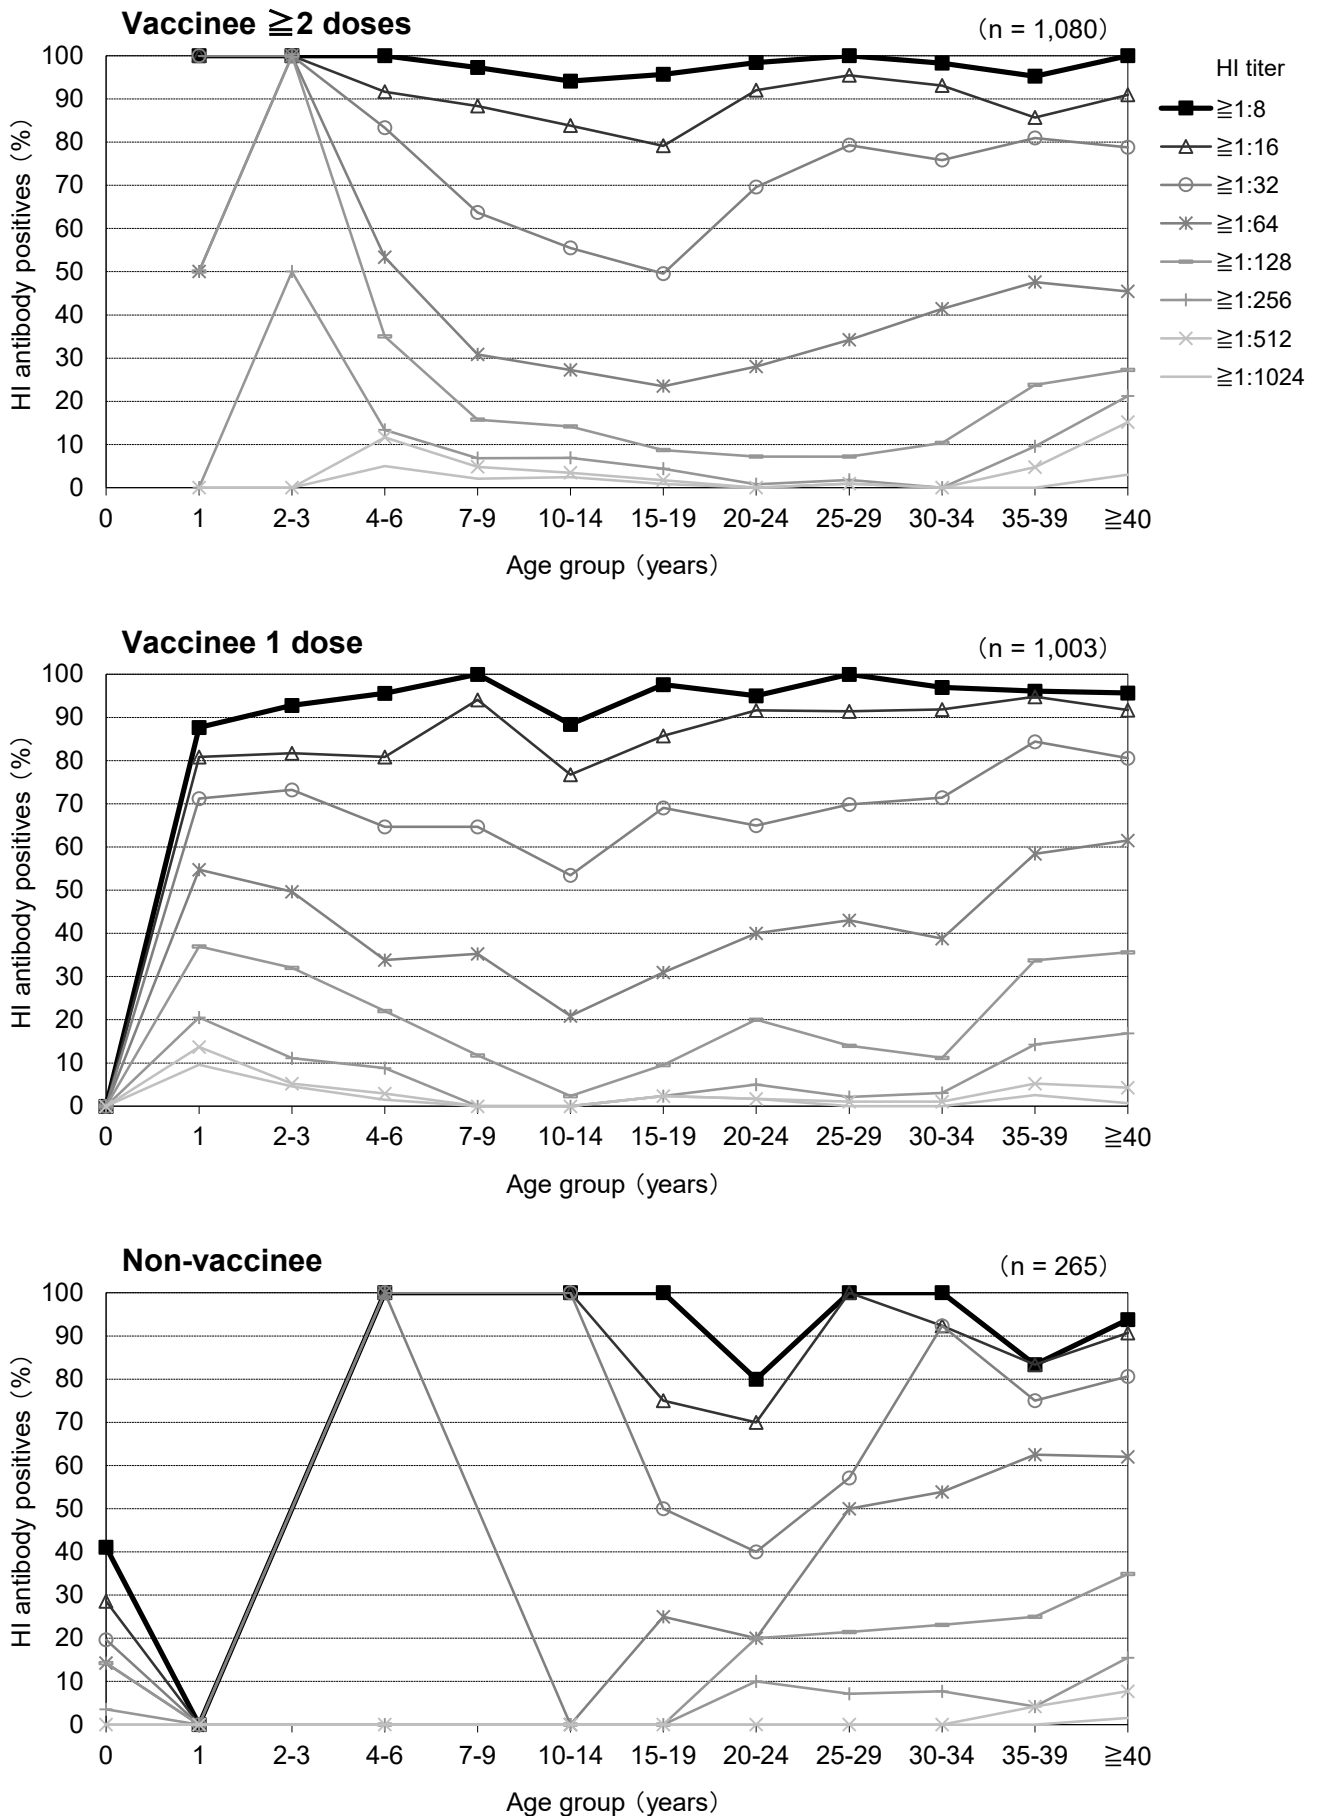 Vaccinee ≧2 doses
（n = 1,080）
HI titer
≧1:8
≧1:16
≧1:32
≧1:64
≧1:128
≧1:256
≧1:512
≧1:1024
HI antibody positives（%）
100
90
80
70
60
50
40
30
20
10
0
0 1 2-3 4-6 7-9 10-14 15-19 20-24 25-29 30-34 35-39 ≧40
Age group（years）
Vaccinee 1 dose
（n = 1,003）
HI antibody positives（%）
100
90
80
70
60
50
40
30
20
10
0
0 1 2-3 4-6 7-9 10-14 15-19 20-24 25-29 30-34 35-39 ≧40
Age group（years）
Non-vaccinee
（n = 265）
HI antibody positives（%）
100
90
80
70
60
50
40
30
20
10
0
0 1 2-3 4-6 7-9 10-14 15-19 20-24 25-29 30-34 35-39 ≧40
Age group（years）